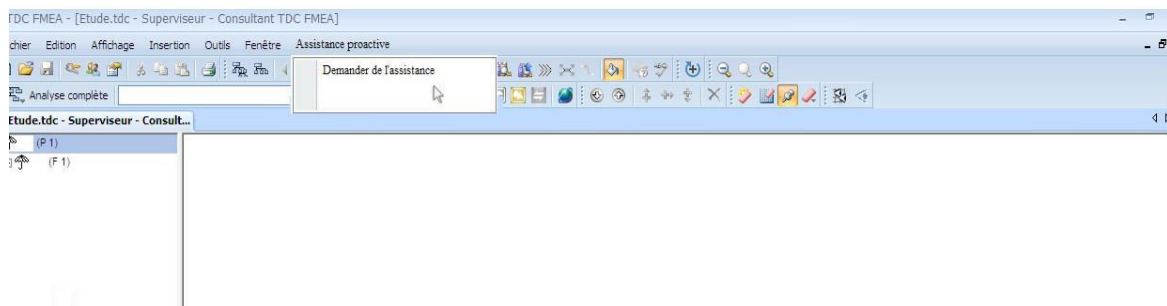 TDC FMEA - [Etude.tdc - Superviseur - Consultant TDC FMEA]
chier Edition Affichage Insertion Outils Fenêtre Assistance proactive
Demander de l'assistance
Analyse complète
Etude.tdc - Superviseur - Consult...
(P 1)
(F 1)